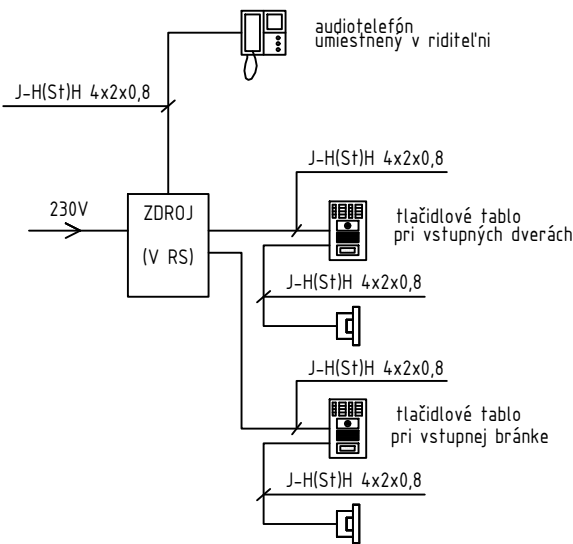 audiotelefón
umiestnený v riditeľni
J-H(St)H 4x2x0,8
J-H(St)H 4x2x0,8
230V
ZDROJ
(V RS)
tlačidlové tablo
pri vstupných dverách
J-H(St)H 4x2x0,8
J-H(St)H 4x2x0,8
tlačidlové tablo
pri vstupnej bránke
J-H(St)H 4x2x0,8